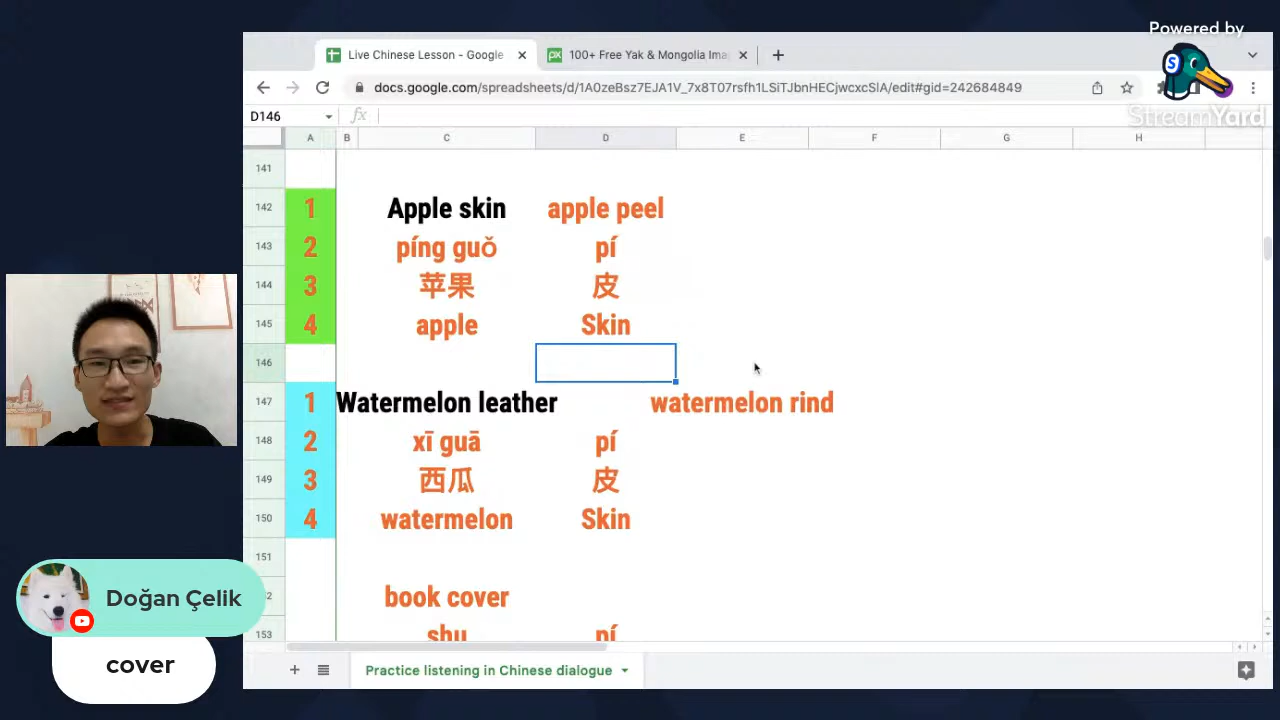 Powered by
StreamYard
Live Chinese Lesson - Google
100+ Free Yak & Mongolia Ima
docs.google.com/spreadsheets/d/1A0zeBsz7EJA1V_7x8T07rsfh1LSiTJbnHECjwcxcSlA/edit#gid=242684849
D146
fx
A B C D E F G H
141
142 1 Apple skin apple peel
143 2 píng guǒ pí
144 3 苹果 皮
145 4 apple Skin
146
147 1 Watermelon leather watermelon rind
148 2 xī guā pí
149 3 西瓜 皮
150 4 watermelon Skin
151
book cover
153 shu pí
Practice listening in Chinese dialogue
Doğan Çelik
cover